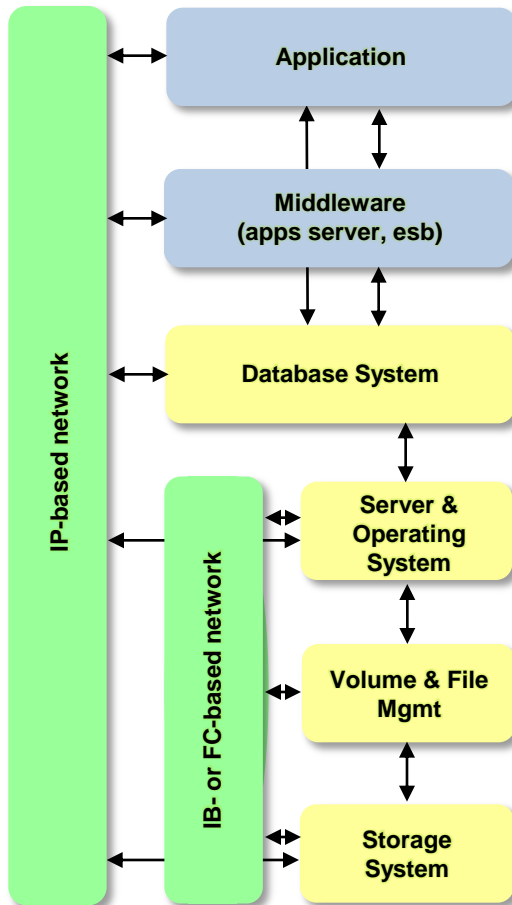 Application
Middleware
(apps server, esb)
IP-based network
Database System
IB- or FC-based network
Server &
Operating
System
Volume & File
Mgmt
Storage
System